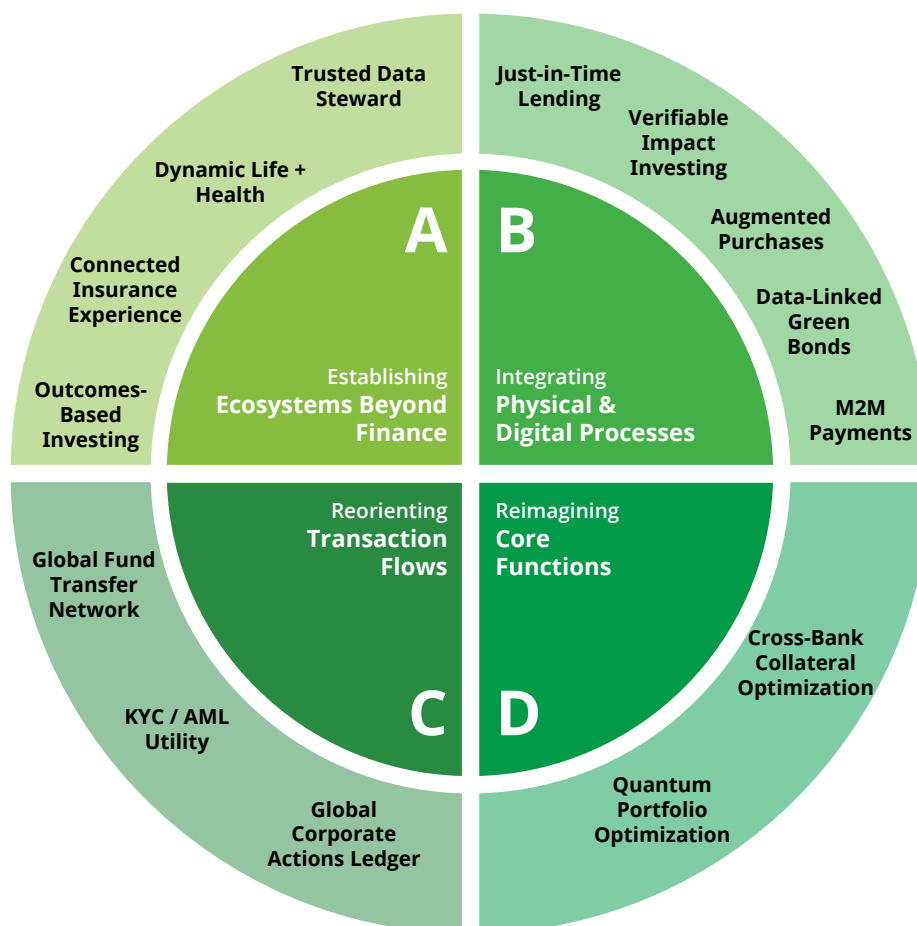 Trusted Data
Steward
Dynamic Life +
Health
Connected
Insurance
Experience
Outcomes-
Based
Investing
A
Establishing
Ecosystems Beyond
Finance
Just-in-Time
Lending
Verifiable
Impact
Investing
Augmented
Purchases
Data-Linked
Green
Bonds
M2M
Payments
B
Integrating
Physical &
Digital Processes
Reorienting
Transaction
Flows
C
Global Fund
Transfer
Network
KYC / AML
Utility
Global
Corporate
Actions Ledger
Reimagining
Core
Functions
D
Cross-Bank
Collateral
Optimization
Quantum
Portfolio
Optimization